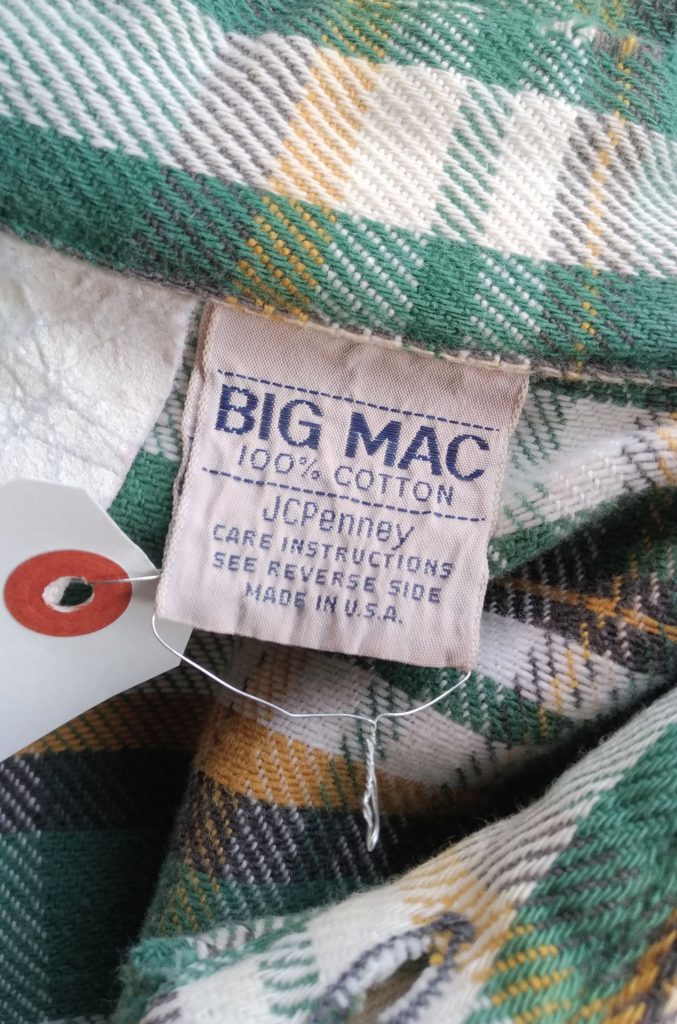 BIG MAC
100% COTTON
JCPenney
CARE INSTRUCTIONS
SEE REVERSE SIDE
MADE IN U.S.A.